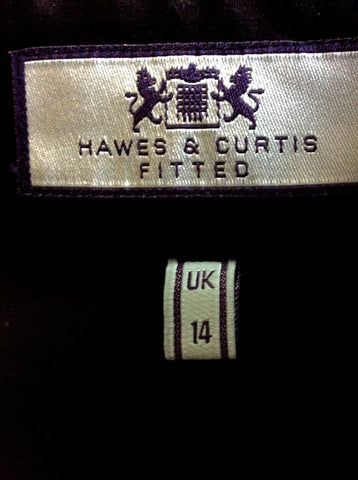 HAWES & CURTIS
FITTED
UK
14